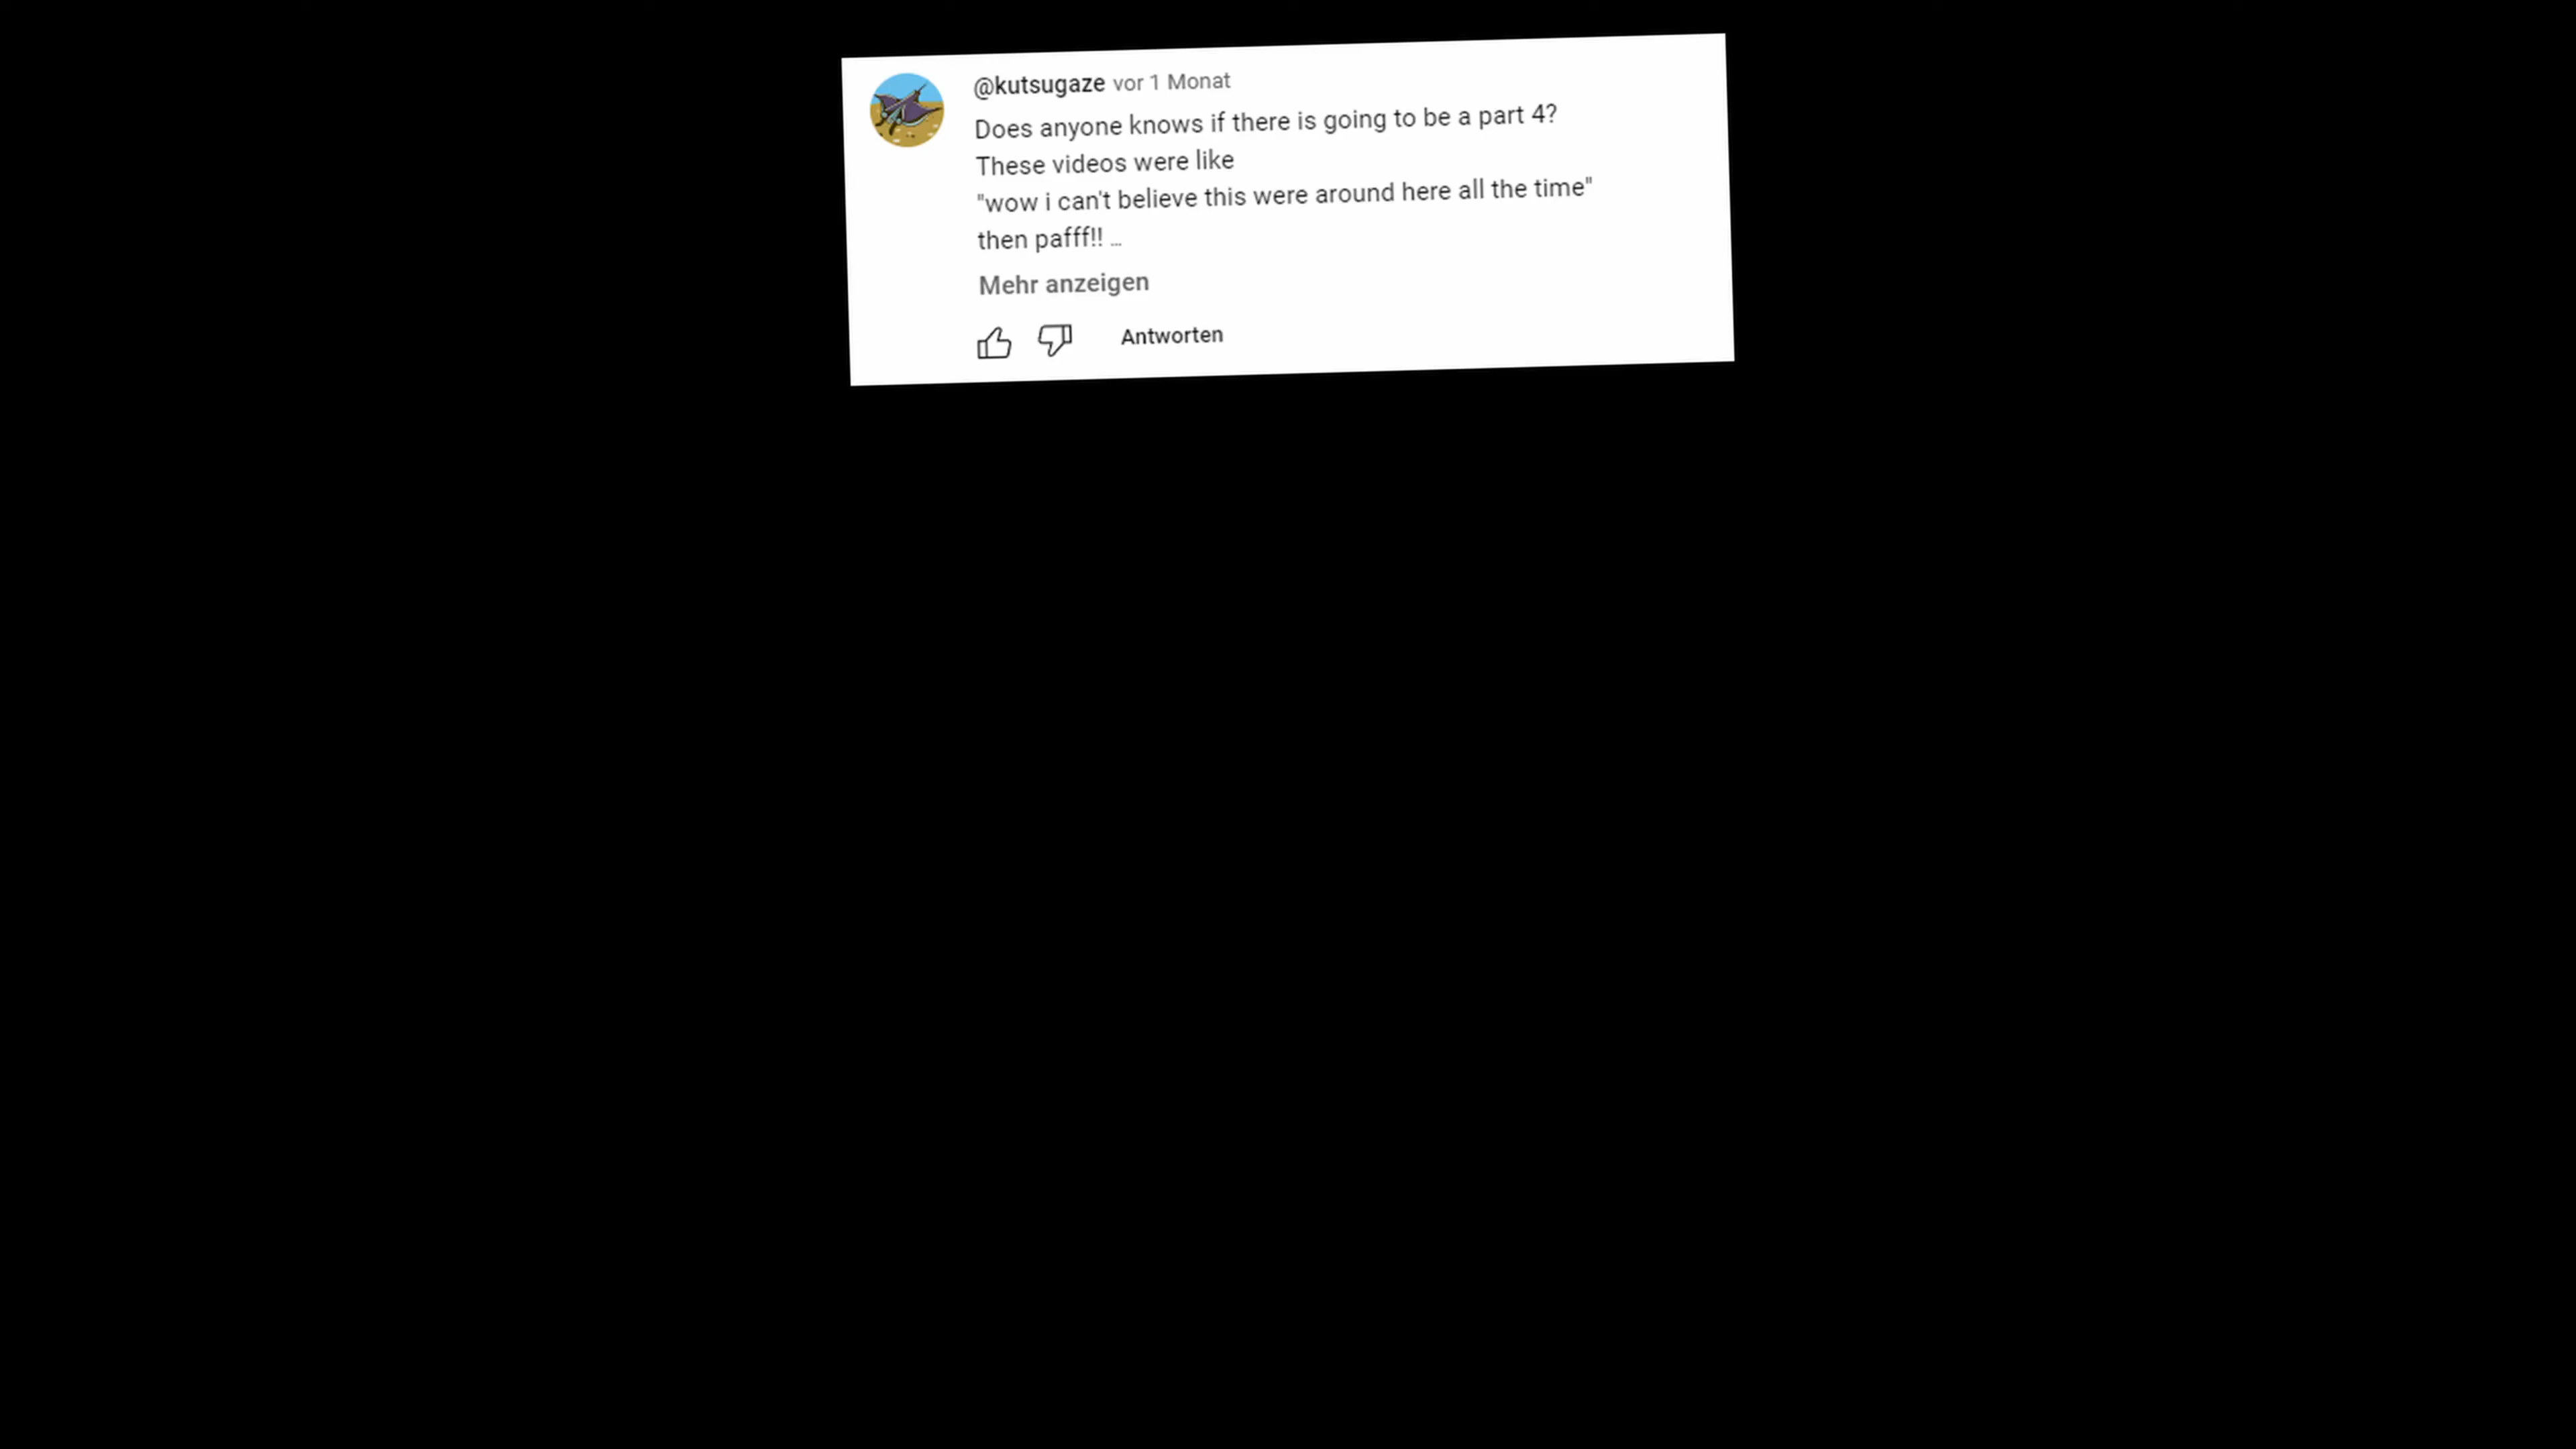 @kutsugaze vor 1 Monat
Does anyone knows if there is going to be a part 4?
These videos were like
"wow i can't believe this were around here all the time"
then pafff!! ...
Mehr anzeigen
Antworten